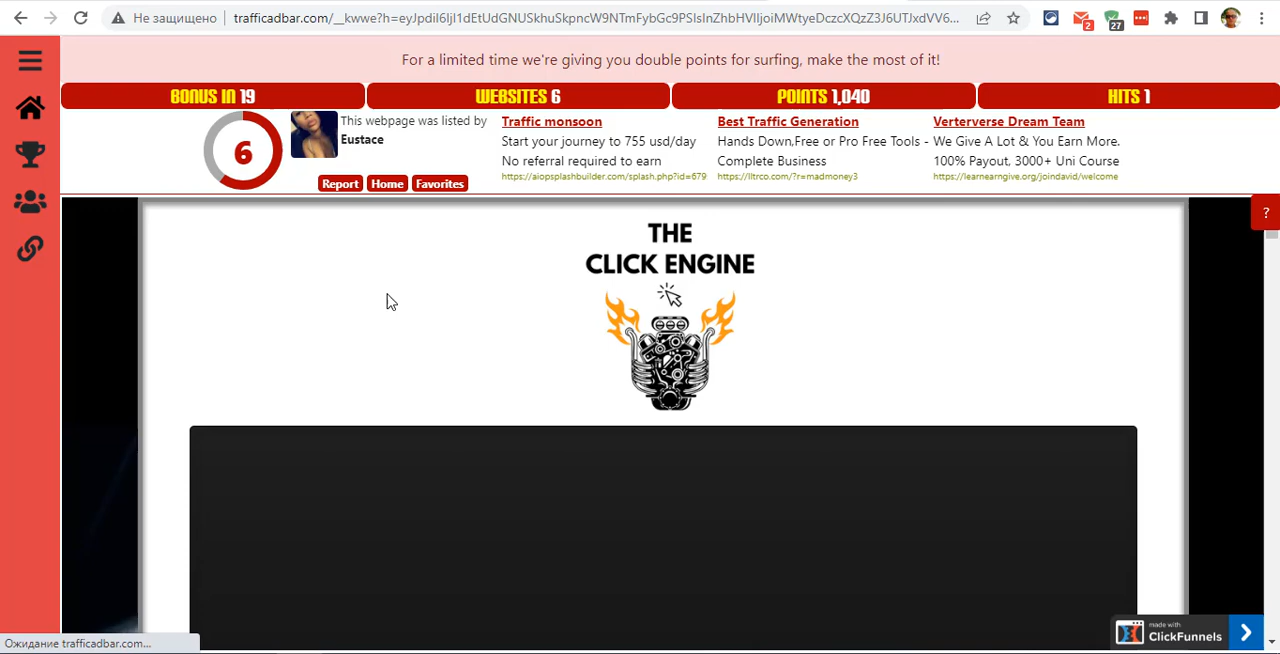 Не защищено
trafficadbar.com/__kwwe?h=
2
27
For a limited time we're giving you double points for surfing, make the most of it!
BONUS IN 19
WEBSITES 6
POINTS 1,040
HITS 1
6
This webpage was listed by
Eustace
Report
Home
Favorites
Traffic monsoon
Start your journey to 755 usd/day
No referral required to earn
https://aiopsplashbuilder.com/splash.php?id=679
Best Traffic Generation
Hands Down,Free or Pro Free Tools -
Complete Business
https://lltrco.com/?r=madmoney3
Verterverse Dream Team
We Give A Lot & You Earn More.
100% Payout, 3000+ Uni Course
https://learnearngive.org/joindavid/welcome
?
THE
CLICK ENGINE
made with
ClickFunnels
Ожидание trafficadbar.com...